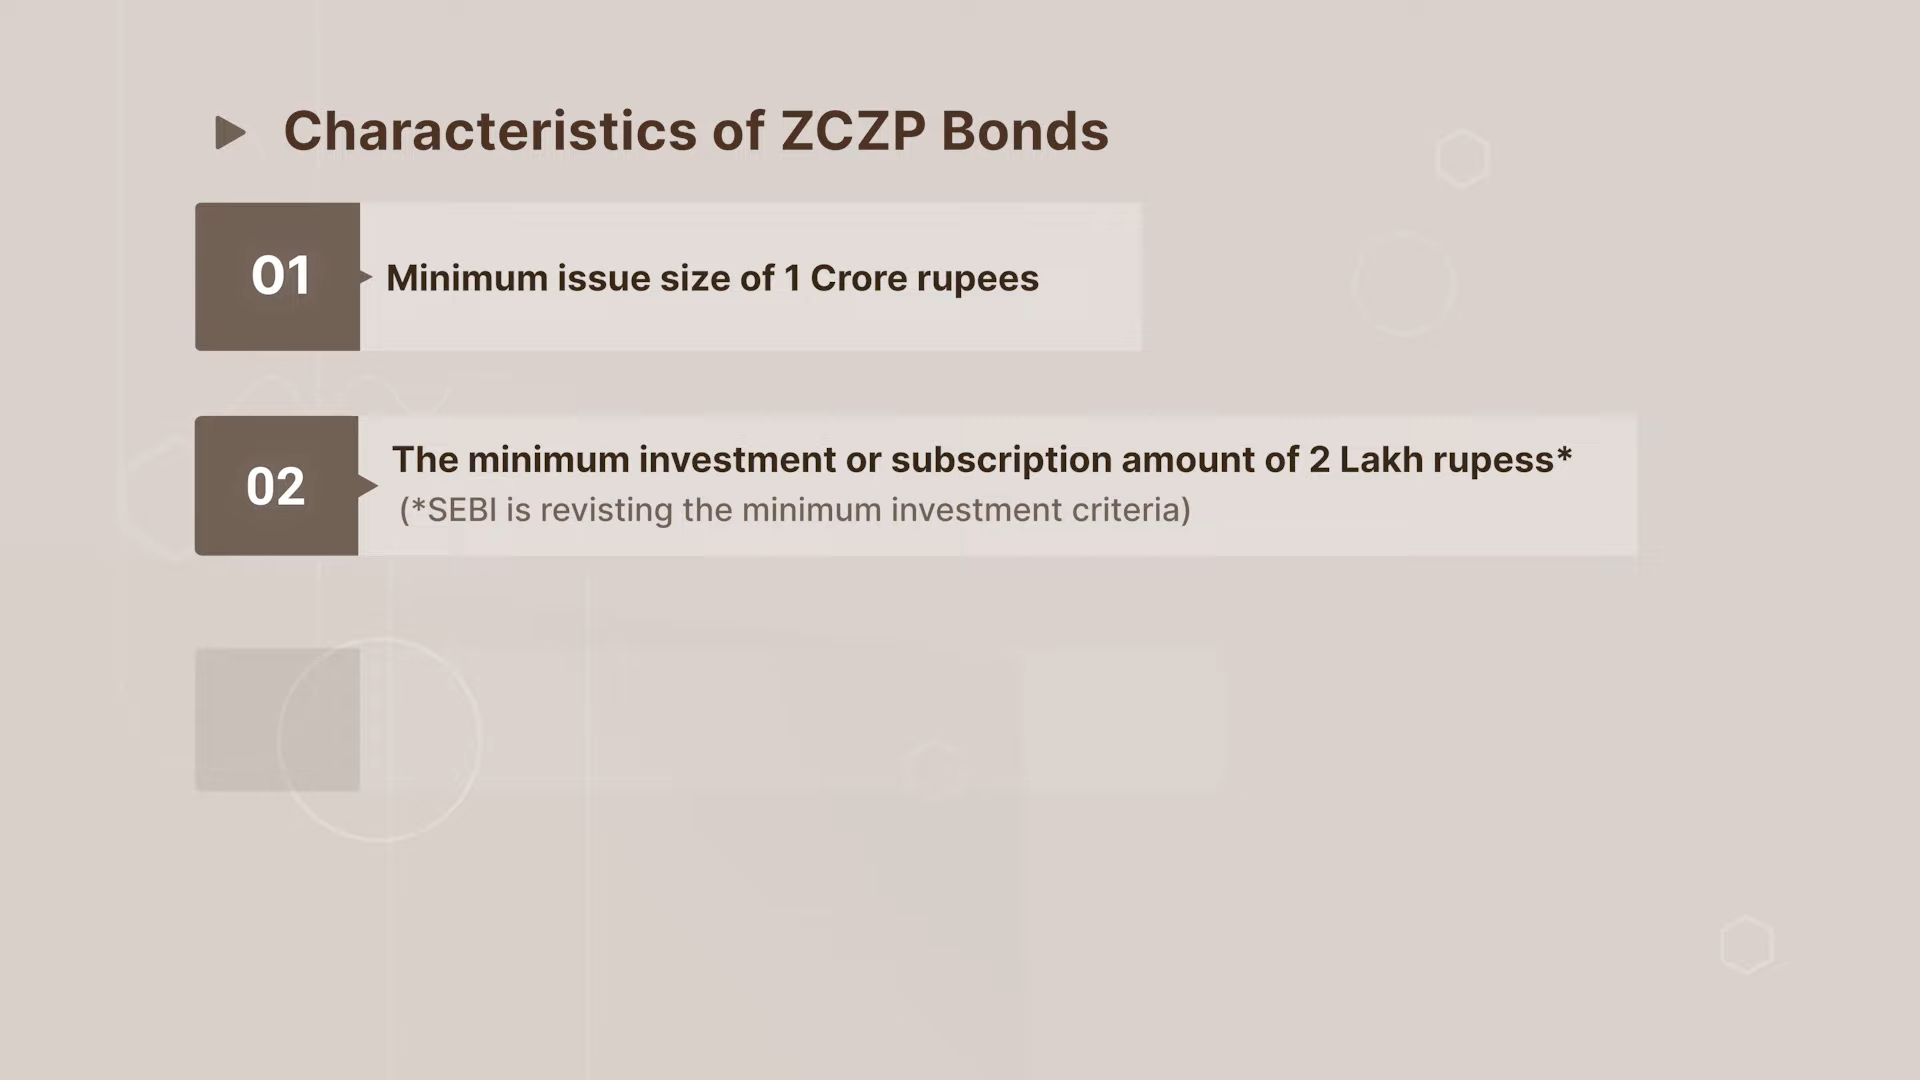 Characteristics of ZCZP Bonds
01
Minimum issue size of 1 Crore rupees
02
The minimum investment or subscription amount of 2 Lakh rupess*
(*SEBI is revisting the minimum investment criteria)